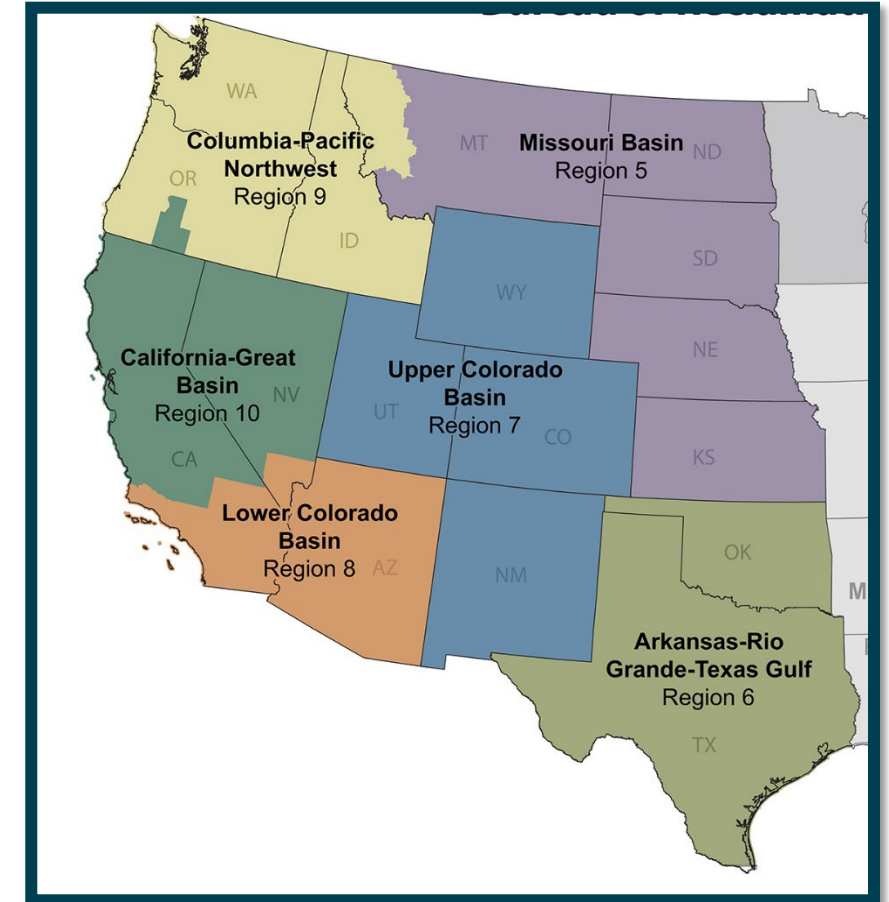 WA
Columbia-Pacific
Northwest
Region 9
OR
ID
MT
Missouri Basin
Region 5
ND
SD
WY
NE
California-Great
Basin
Region 10
NV
CA
Upper Colorado
Basin
Region 7
UT
CO
KS
Lower Colorado
Basin
Region 8
AZ
NM
OK
Arkansas-Rio
Grande-Texas Gulf
Region 6
TX
M